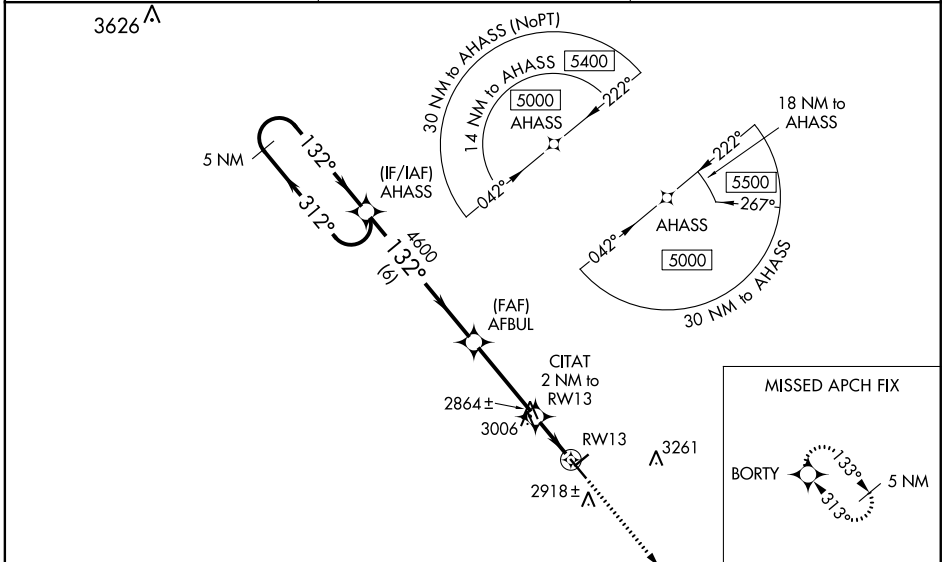 3626
30 NM to AHASS (NoPT)
14 NM to AHASS
5400
5000
AHASS
222°
042°
18 NM to
AHASS
222°
5500
267°
AHASS
042°
5000
30 NM to AHASS
5 NM
132°
312°
(IF/IAF)
AHASS
4600
132°
(6)
(FAF)
AFBUL
CITAT
2 NM to
RW13
2864 ±
3006
RW13
3261
2918 ±
MISSED APCH FIX
BORTY
133°
313°
5 NM